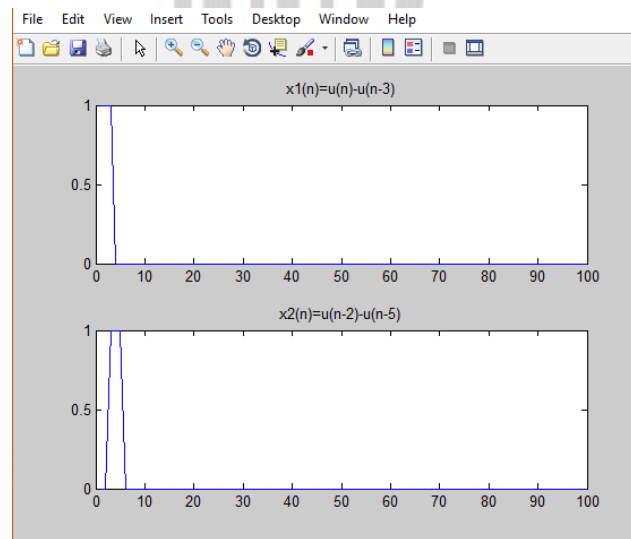 File Edit View Insert Tools Desktop Window Help
x1(n)=u(n)-u(n-3)
1
0.5
0
0 10 20 30 40 50 60 70 80 90 100
x2(n)=u(n-2)-u(n-5)
1
0.5
0
0 10 20 30 40 50 60 70 80 90 100